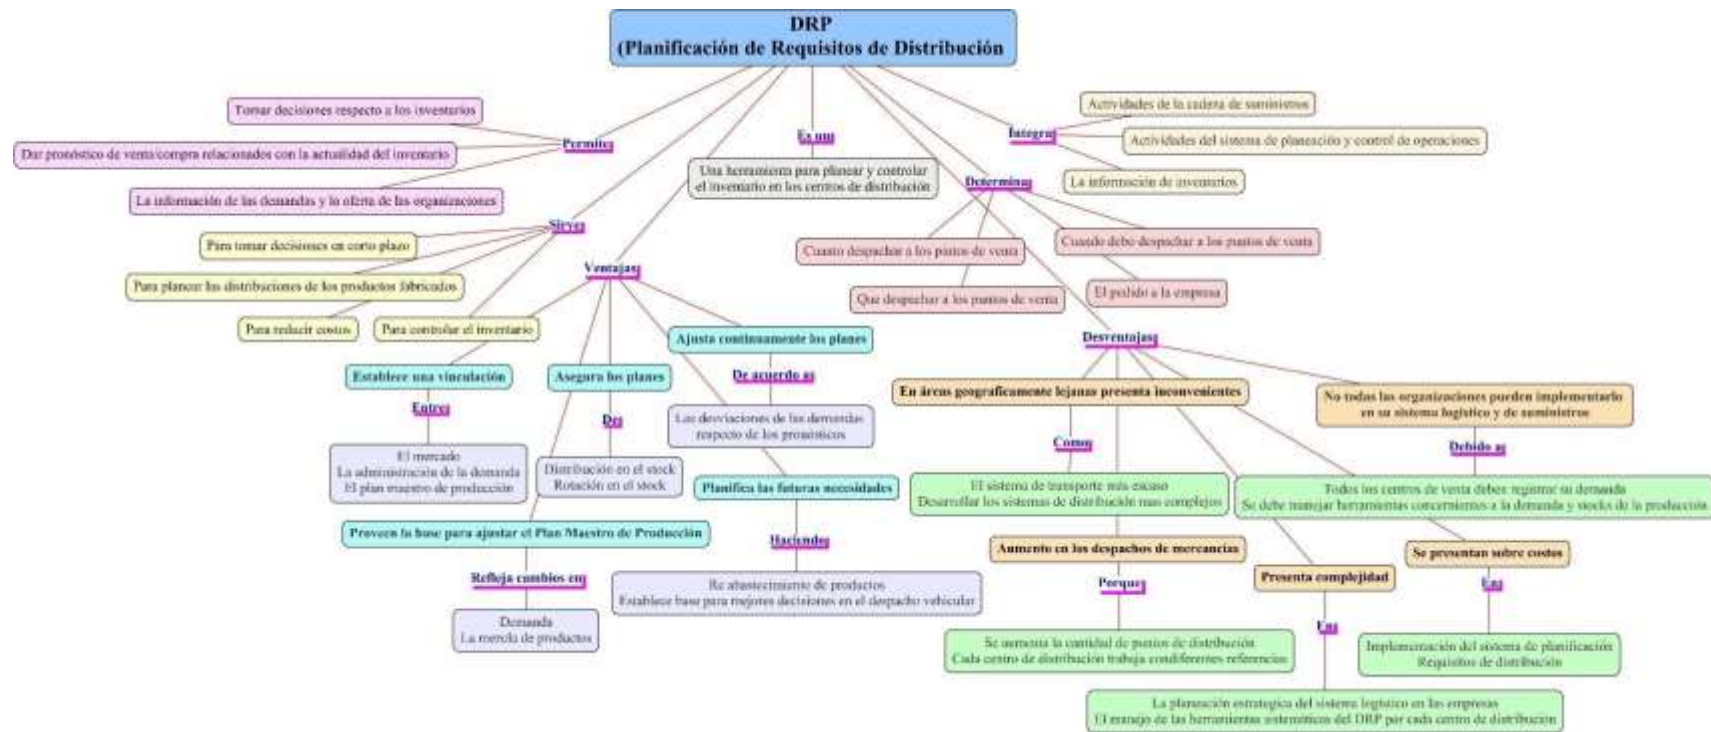 DRP
(Planificación de Requisitos de Distribución
Permite
Tomar decisiones respecto a los inventarios
Dar pronóstico de venta/compra relacionados con la actualidad del inventario
La información de las demandas y la oferta de las organizaciones
Sirve
Para tomar decisiones en corto plazo
Para planear las distribuciones de los productos fabricados
Para reducir costos
Para controlar el inventario
Ventajas
Establece una vinculación
Entre
El mercado
La administración de la demanda
El plan maestro de producción
Proveen la base para ajustar el Plan Maestro de Producción
Refleja cambios en
Demanda
La mezcla de productos
Asegura los planes
De
Distribución en el stock
Rotación en el stock
Planifica las futuras necesidades
Haciendo
Re abastecimiento de productos
Establece base para mejores decisiones en el despacho vehicular
Ajusta continuamente los planes
De acuerdo a
Las desviaciones de las demandas
respecto de los pronósticos
Es una
Una herramienta para planear y controlar
el inventario en los centros de distribución
Determina
Cuanto despachar a los puntos de venta
Que despachar a los puntos de venta
El pedido a la empresa
Cuando debe despachar a los puntos de venta
Integra
Actividades de la cadera de suministros
Actividades del sistema de planeación y control de operaciones
La información de inventarios
Desventajas
En áreas geograficamente lejanas presenta inconvenientes
Como
El sistema de transporte más escaso
Desarrollar los sistemas de distribución mas complejos
Aumento en los despachos de mercancias
Porque
Se aumenta la cantidad de puntos de distribución
Cada centro de distribución trabaja condiferentes referencias
Presenta complejidad
En
La planeación estrategica del sistema logístico en las empresas
El manejo de las herramientas sistemáticas del DRP por cada centro de distribución
Se presentan sobre costos
En
Implementación del sistema de planificación
Requisitos de distribución
No todas las organizaciones pueden implementarlo
en su sistema logístico y de suministros
Debido a
Todos los centros de venta deben registrar su demanda
Se debe manejar herramientas concernientes a la demanda y stocks de la producción